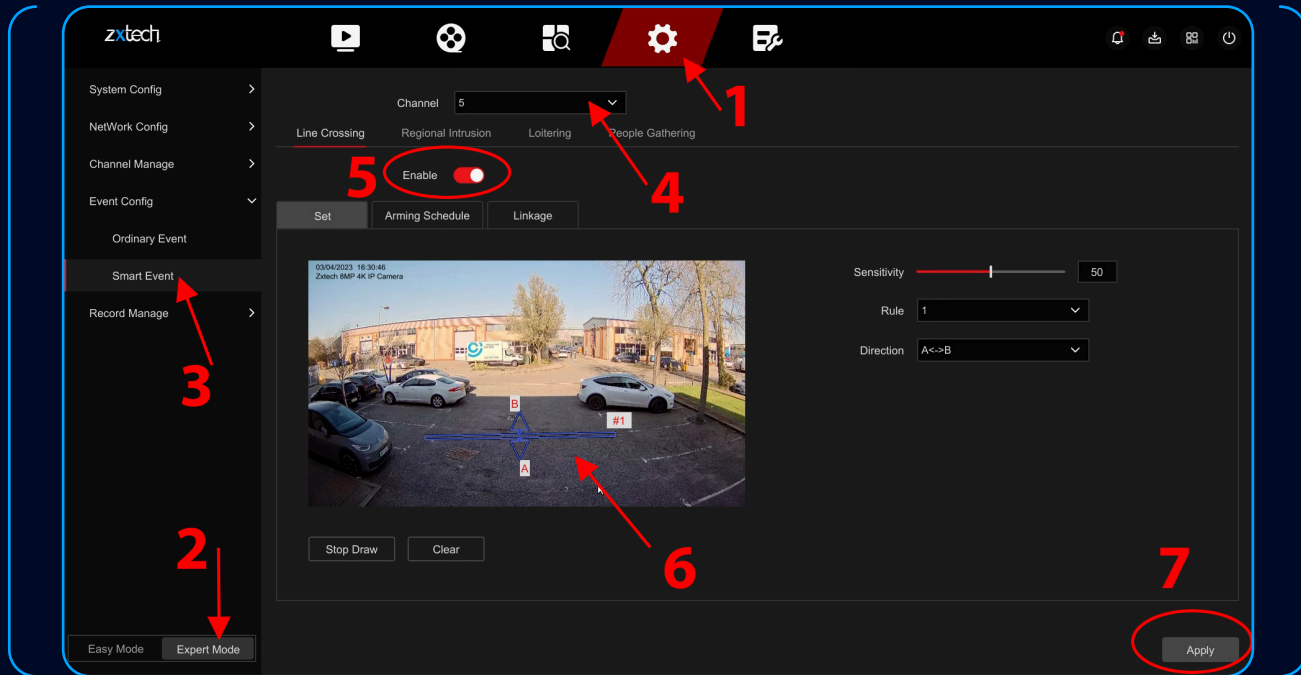 zxtech
1
System Config
Channel 5
NetWork Config
Line Crossing Regional Intrusion Loitering People Gathering
Channel Manage
5 Enable
4
Event Config
Set Arming Schedule Linkage
Ordinary Event
03/04/2023 16:30:46
Zxtech 8MP 4K IP Camera
Smart Event
Sensitivity 50
Record Manage
Rule 1
Direction A<->B
3
B
#1
A
Stop Draw Clear
2
6
7
Easy Mode Expert Mode
Apply